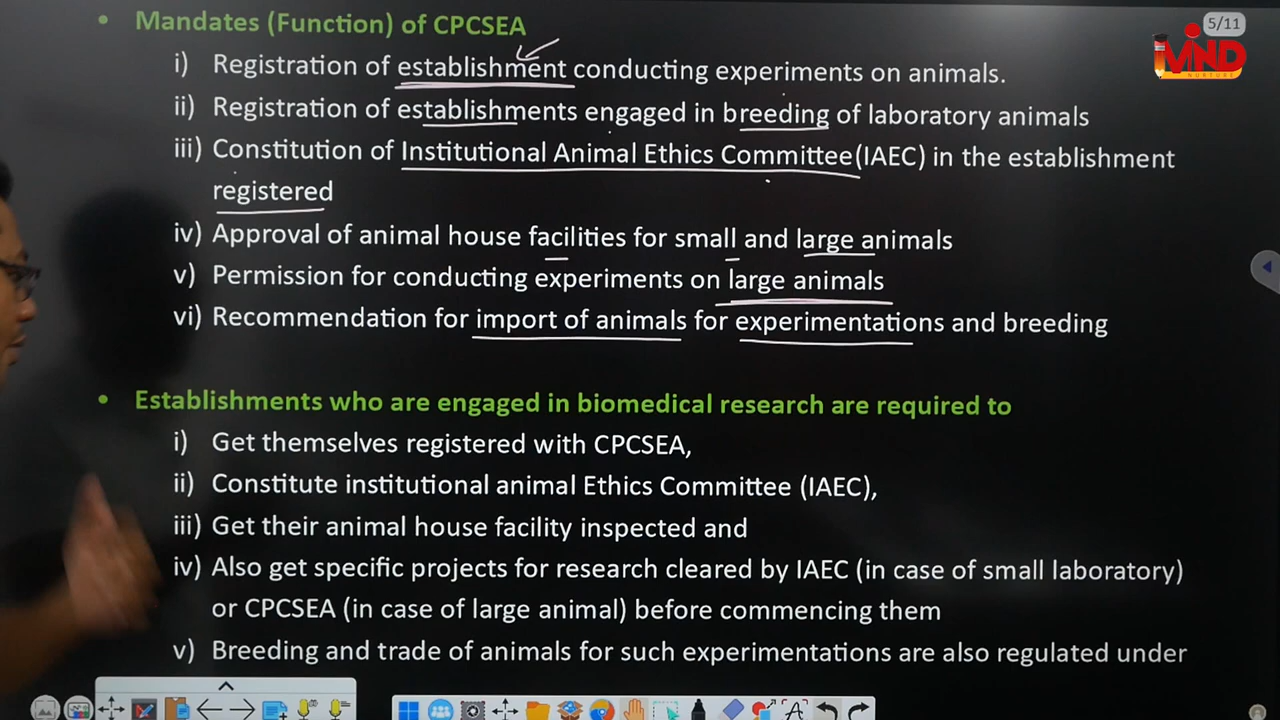 5/11
MIND
NURTURE
• Mandates (Function) of CPCSEA
i) Registration of establishment conducting experiments on animals.
ii) Registration of establishments engaged in breeding of laboratory animals
iii) Constitution of Institutional Animal Ethics Committee(IAEC) in the establishment
registered
iv) Approval of animal house facilities for small and large animals
v) Permission for conducting experiments on large animals
vi) Recommendation for import of animals for experimentations and breeding
• Establishments who are engaged in biomedical research are required to
i) Get themselves registered with CPCSEA,
ii) Constitute institutional animal Ethics Committee (IAEC),
iii) Get their animal house facility inspected and
iv) Also get specific projects for research cleared by IAEC (in case of small laboratory)
or CPCSEA (in case of large animal) before commencing them
v) Breeding and trade of animals for such experimentations are also regulated under